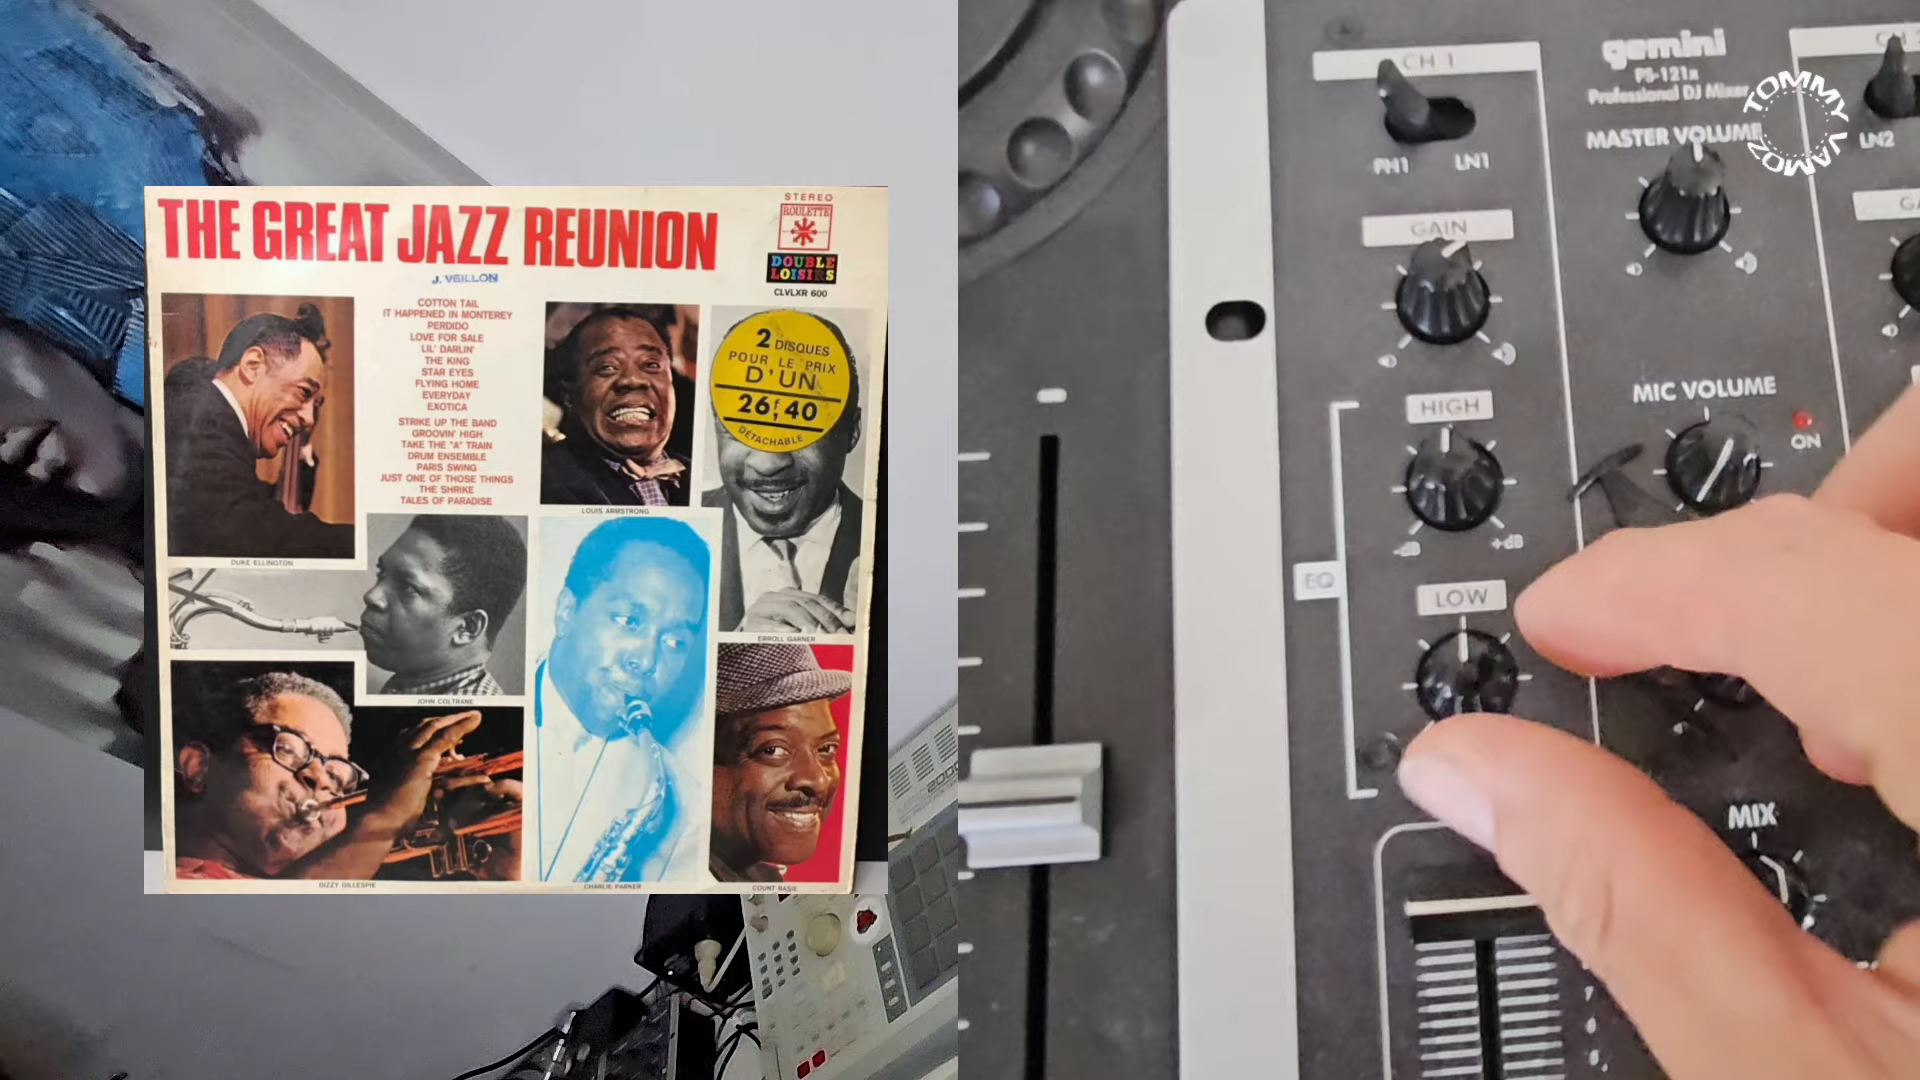 THE GREAT JAZZ REUNION
STEREO
ROULETTE
DOUBLE
LOISIRS
CLVLXR 600
J. VEILLON
COTTON TAIL
IT HAPPENED IN MONTEREY
PERDIDO
LOVE FOR SALE
LIL' DARLIN'
THE KING
STAR EYES
FLYING HOME
EVERYDAY
EXOTICA
STRIKE UP THE BAND
GROOVIN' HIGH
TAKE THE "A" TRAIN
DRUM ENSEMBLE
PARIS SWING
JUST ONE OF THOSE THINGS
THE SHRIKE
TALES OF PARADISE
2 DISQUES
POUR LE PRIX
D'UN
26,f 40
DÉTACHABLE
LOUIS ARMSTRONG
DUKE ELLINGTON
ERROLL GARNER
JOHN COLTRANE
DIZZY GILLESPIE
CHARLIE PARKER
COUNT BASIE
CH 1
PH1
LN1
GAIN
HIGH
-dB
+dB
EQ
LOW
gemini
PS-121x
Professional DJ Mixer
MASTER VOLUME
MIC VOLUME
ON
MIX
LN2
TOMMY VAMOZ